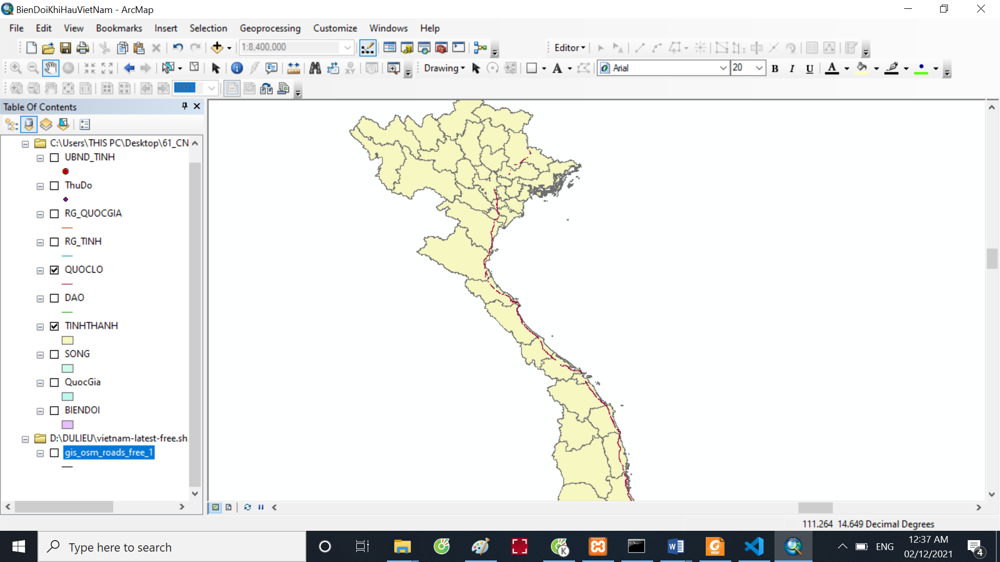 BienDoiKhiHauVietNam - ArcMap
File Edit View Bookmarks Insert Selection Geoprocessing Customize Windows Help
1:8,400,000 Editor
Drawing A Arial 20 B I U A
100%
Table Of Contents
C:\Users\THIS PC\Desktop\61_CN
UBND_TINH
ThuDo
RG_QUOCGIA
RG_TINH
QUOCLO
DAO
TINHTHANH
SONG
QuocGia
BIENDOI
D:\DULIEU\vietnam-latest-free.sh
gis_osm_roads_free_1
111.264 14.649 Decimal Degrees
Type here to search
ENG
12:37 AM
02/12/2021
4